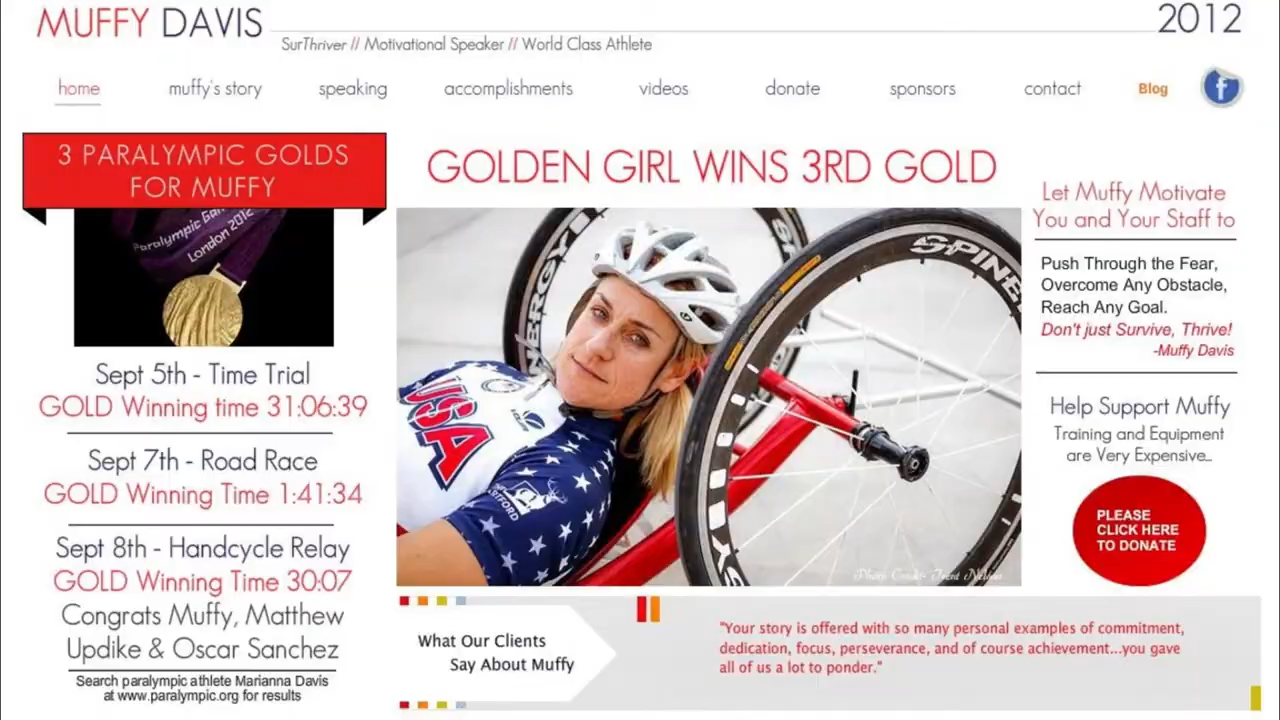 MUFFY DAVIS
2012
SurThriver // Motivational Speaker // World Class Athlete
home muffy's story speaking accomplishments videos donate sponsors contact Blog
f
3 PARALYMPIC GOLDS
FOR MUFFY
Paralympic Gam
London 2012
Sept 5th - Time Trial
GOLD Winning time 31:06:39
Sept 7th - Road Race
GOLD Winning Time 1:41:34
Sept 8th - Handcycle Relay
GOLD Winning Time 30:07
Congrats Muffy, Matthew
Updike & Oscar Sanchez
Search paralympic athlete Marianna Davis
at www.paralympic.org for results
GOLDEN GIRL WINS 3RD GOLD
SPINE
USA
Let Muffy Motivate
You and Your Staff to
Push Through the Fear,
Overcome Any Obstacle,
Reach Any Goal.
Don't just Survive, Thrive!
-Muffy Davis
Help Support Muffy
Training and Equipment
are Very Expensive...
PLEASE
CLICK HERE
TO DONATE
What Our Clients
Say About Muffy
"Your story is offered with so many personal examples of commitment,
dedication, focus, perseverance, and of course achievement...you gave
all of us a lot to ponder."